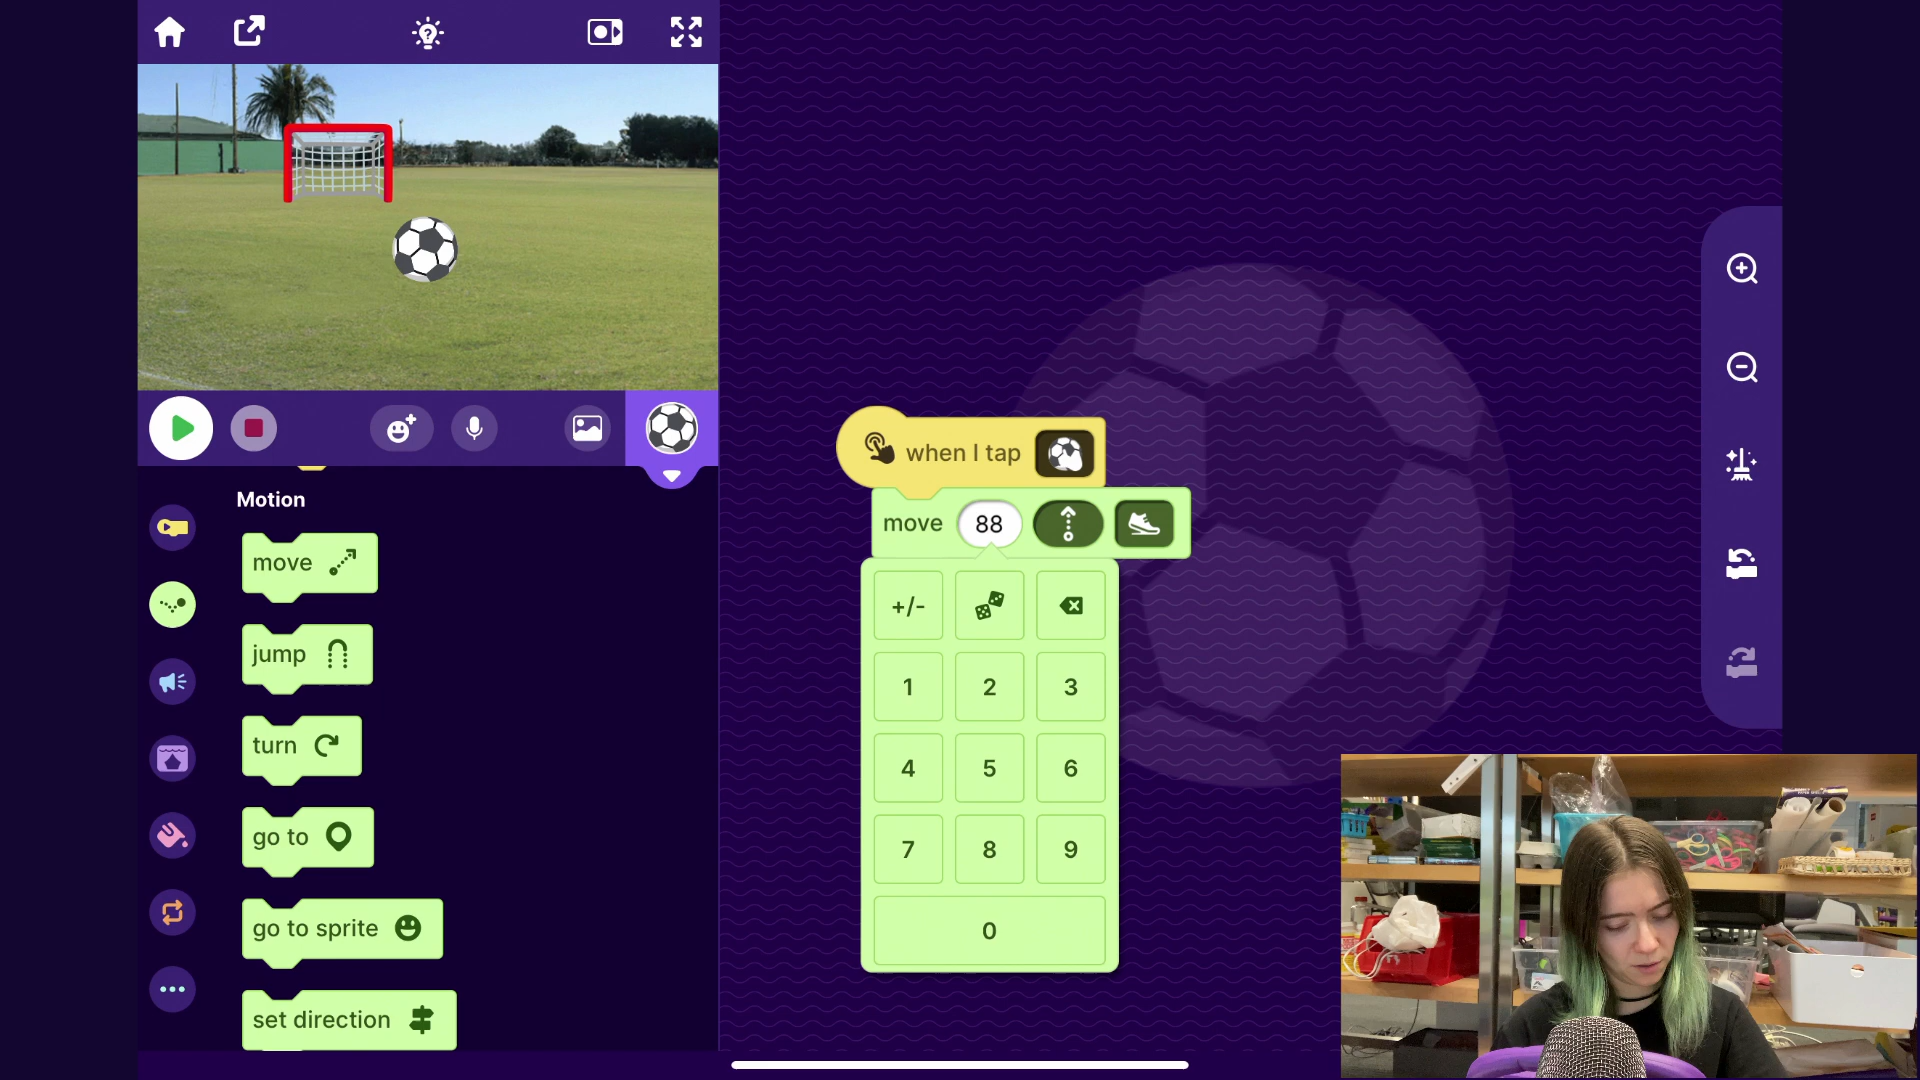 Motion
move
jump
turn
go to
go to sprite
set direction
when I tap
move 88
+/-
1 2 3
4 5 6
7 8 9
0